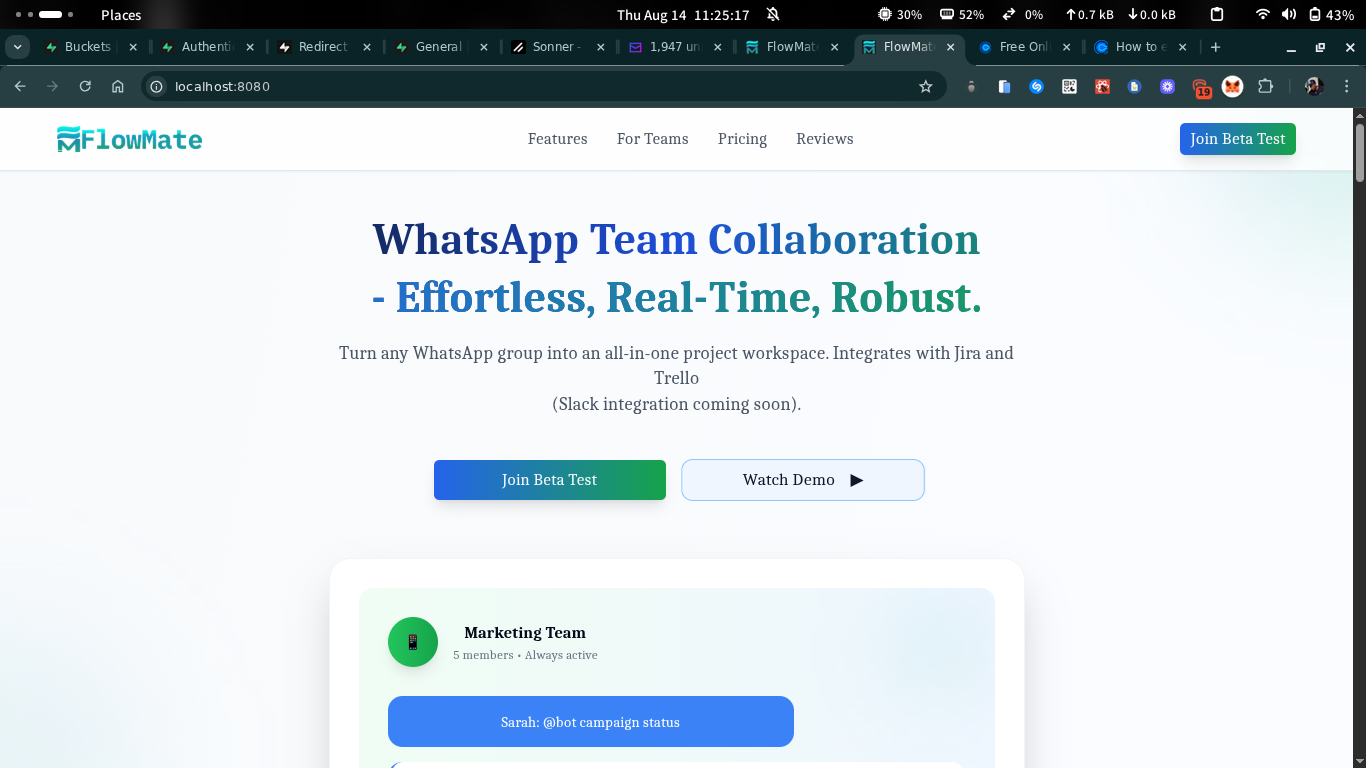 Places
Thu Aug 14 11:25:17
30%
52%
0%
0.7 kB
0.0 kB
43%
Buckets
Authenti
Redirect
General
Sonner -
1,947 un
FlowMate
FlowMate
Free Onl
How to e
localhost:8080
19
FlowMate
Features
For Teams
Pricing
Reviews
Join Beta Test
WhatsApp Team Collaboration
- Effortless, Real-Time, Robust.
Turn any WhatsApp group into an all-in-one project workspace. Integrates with Jira and
Trello
(Slack integration coming soon).
Join Beta Test
Watch Demo ▶
Marketing Team
5 members • Always active
Sarah: @bot campaign status